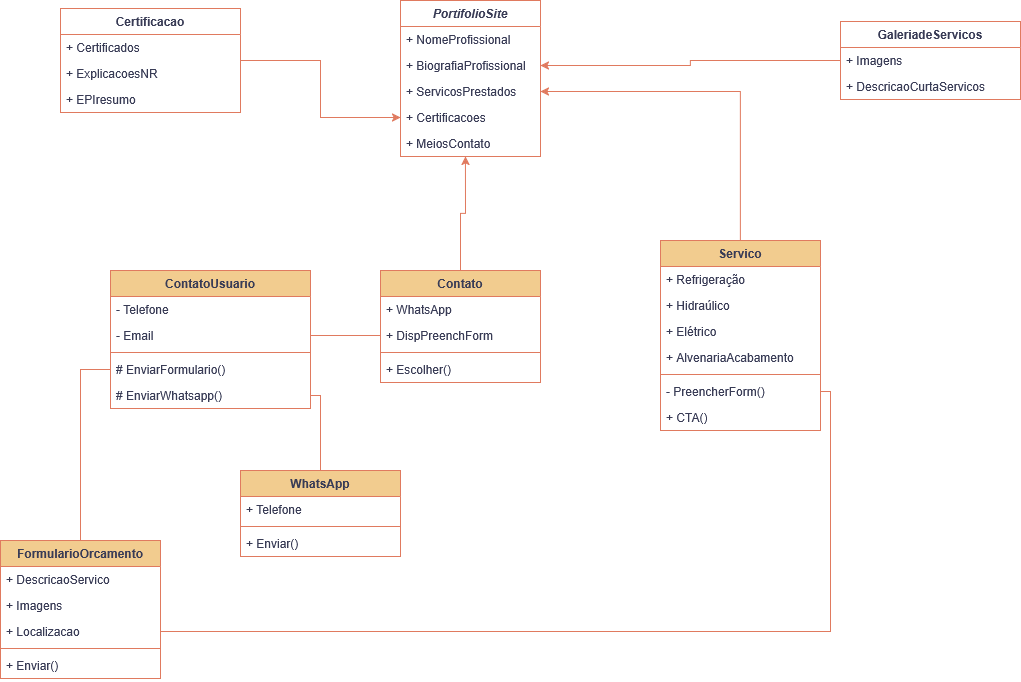 Certificacao
+ Certificados
+ ExplicacoesNR
+ EPIresumo
PortifolioSite
+ NomeProfissional
+ BiografiaProfissional
+ ServicosPrestados
+ Certificacoes
+ MeiosContato
GaleriadeServicos
+ Imagens
+ DescricaoCurtaServicos
ContatoUsuario
- Telefone
- Email
# EnviarFormulario()
# EnviarWhatsapp()
Contato
+ WhatsApp
+ DispPreenchForm
+ Escolher()
Servico
+ Refrigeração
+ Hidraúlico
+ Elétrico
+ AlvenariaAcabamento
- PreencherForm()
+ CTA()
WhatsApp
+ Telefone
+ Enviar()
FormularioOrcamento
+ DescricaoServico
+ Imagens
+ Localizacao
+ Enviar()